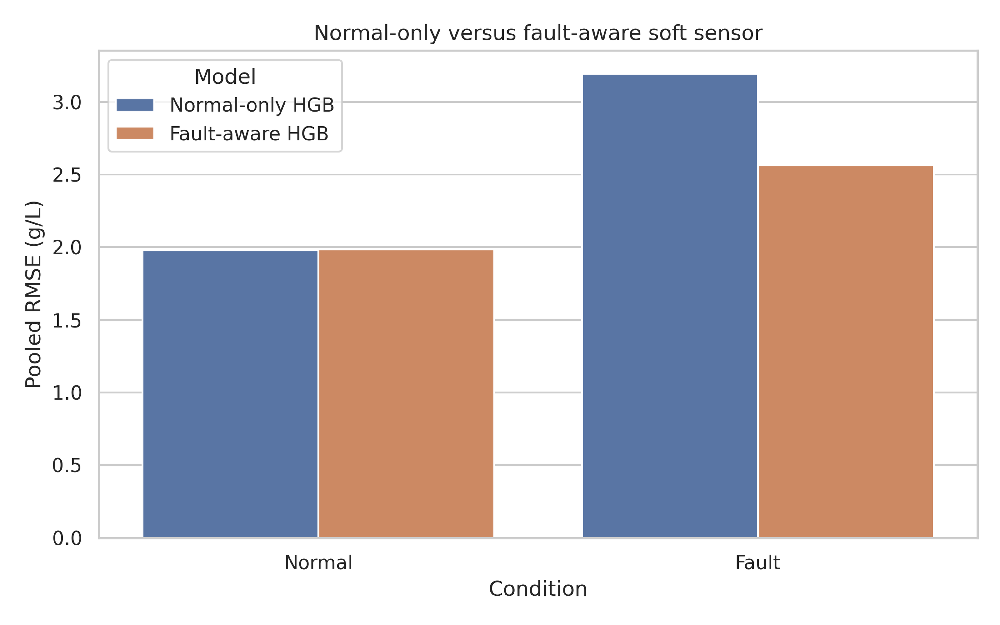 Normal-only versus fault-aware soft sensor
Model
Normal-only HGB
Fault-aware HGB
Pooled RMSE (g/L)
3.0
2.5
2.0
1.5
1.0
0.5
0.0
Normal
Fault
Condition